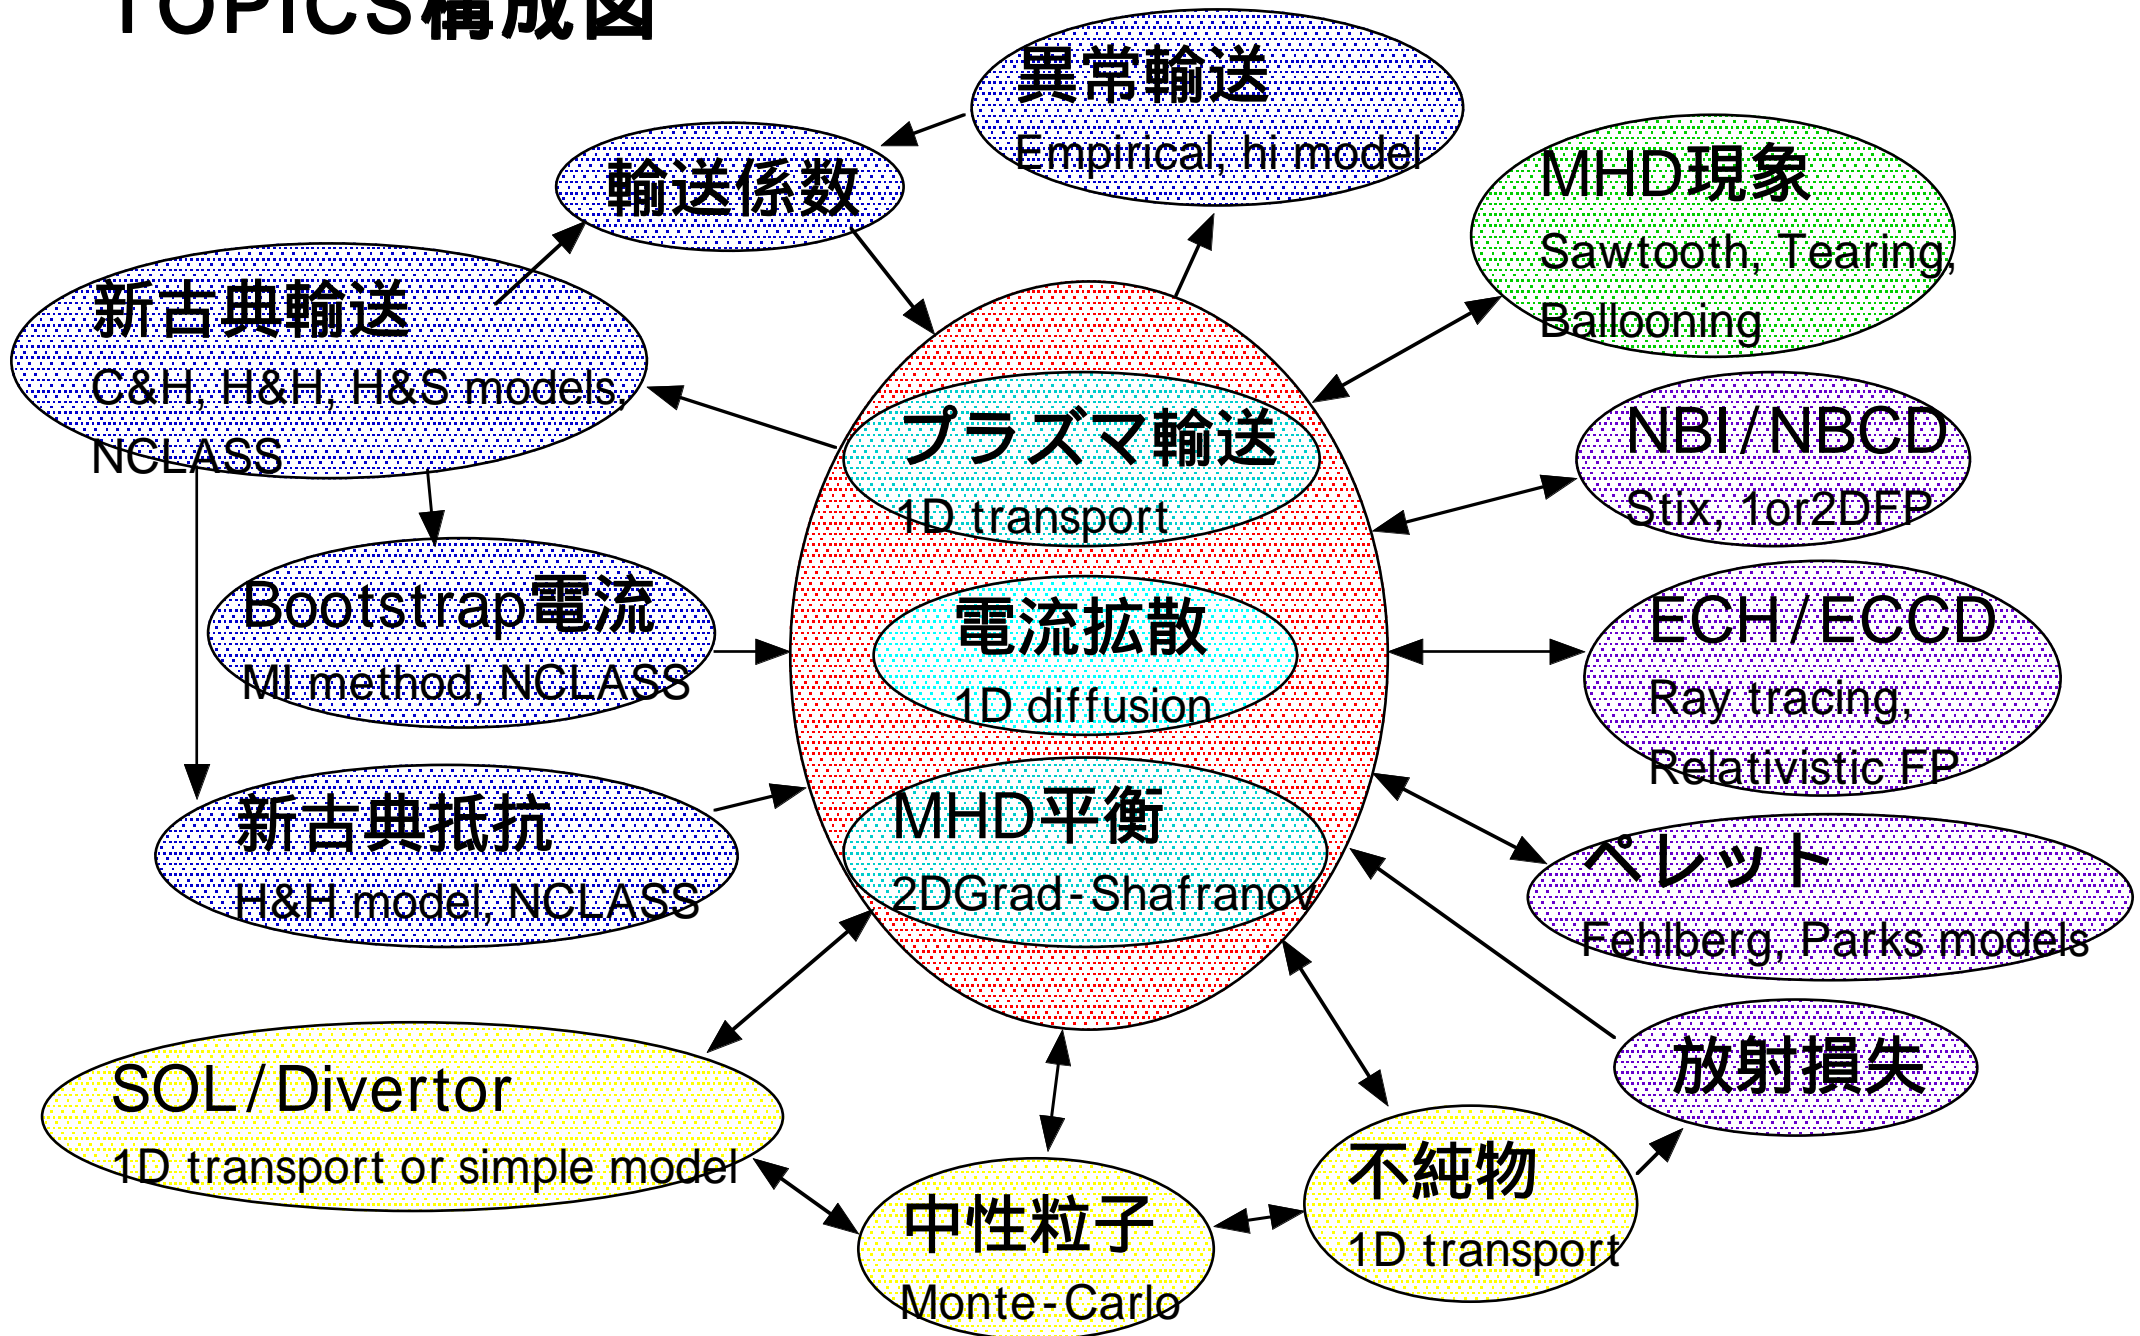 TOPICS構成図
異常輸送
Empirical, hi model
輸送係数
MHD現象
Sawtooth, Tearing,
Ballooning
新古典輸送
C&H, H&H, H&S models,
NCLASS
プラズマ輸送
1D transport
NBI/NBCD
Stix, 1or2DFP
Bootstrap電流
MI method, NCLASS
電流拡散
1D diffusion
ECH/ECCD
Ray tracing,
Relativistic FP
新古典抵抗
H&H model, NCLASS
MHD平衡
2DGrad-Shafranov
ペレット
Fehlberg, Parks models
放射損失
SOL/Divertor
1D transport or simple model
中性粒子
Monte-Carlo
不純物
1D transport